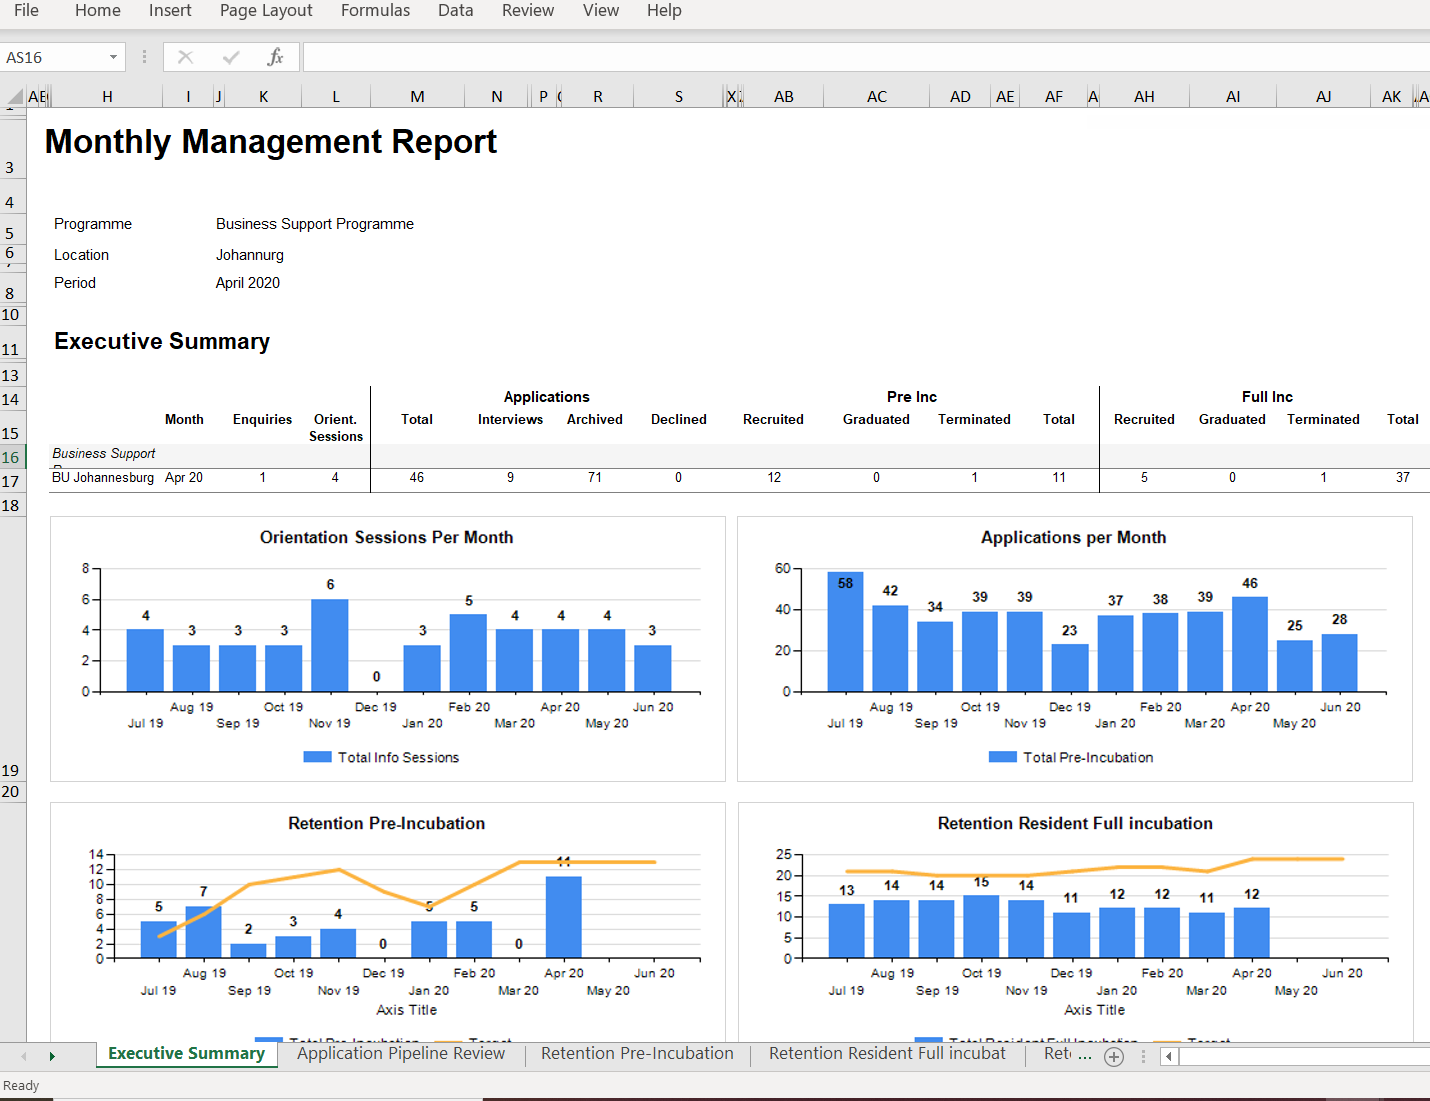 File Home Insert Page Layout Formulas Data Review View Help
AS16 fx
H I J K L M N P R S X AB AC AD AE AF A AH AI AJ AK
Monthly Management Report
3
4
Programme Business Support Programme
5
6 Location Johannurg
Period April 2020
8
10
Executive Summary
11
13
14 Applications Pre Inc Full Inc
Month Enquiries Orient. Total Interviews Archived Declined Recruited Graduated Terminated Total Recruited Graduated Terminated Total
15 Sessions
16 Business Support
17 BU Johannesburg Apr 20 1 4 46 9 71 0 12 0 1 11 5 0 1 37
18
Orientation Sessions Per Month
8
6
4
2
0
4 3 3 3 6 0 3 5 4 4 4 3
Aug 19 Oct 19 Dec 19 Feb 20 Apr 20 Jun 20
Jul 19 Sep 19 Nov 19 Jan 20 Mar 20 May 20
Total Info Sessions
Applications per Month
60
40
20
0
58 42 34 39 39 23 37 38 39 46 25 28
Aug 19 Oct 19 Dec 19 Feb 20 Apr 20 Jun 20
Jul 19 Sep 19 Nov 19 Jan 20 Mar 20 May 20
Total Pre-Incubation
19
20
Retention Pre-Incubation
14
12
10
8
6
4
2
0
5 7 2 3 4 0 5 5 0 11
Aug 19 Oct 19 Dec 19 Feb 20 Apr 20 Jun 20
Jul 19 Sep 19 Nov 19 Jan 20 Mar 20 May 20
Axis Title
Total Pre-Incubation Target
Retention Resident Full incubation
25
20
15
10
5
0
13 14 14 15 14 11 12 12 11 12
Aug 19 Oct 19 Dec 19 Feb 20 Apr 20 Jun 20
Jul 19 Sep 19 Nov 19 Jan 20 Mar 20 May 20
Axis Title
Total Resident Full Incubation Target
Executive Summary Application Pipeline Review Retention Pre-Incubation Retention Resident Full incubat Ret ...
Ready